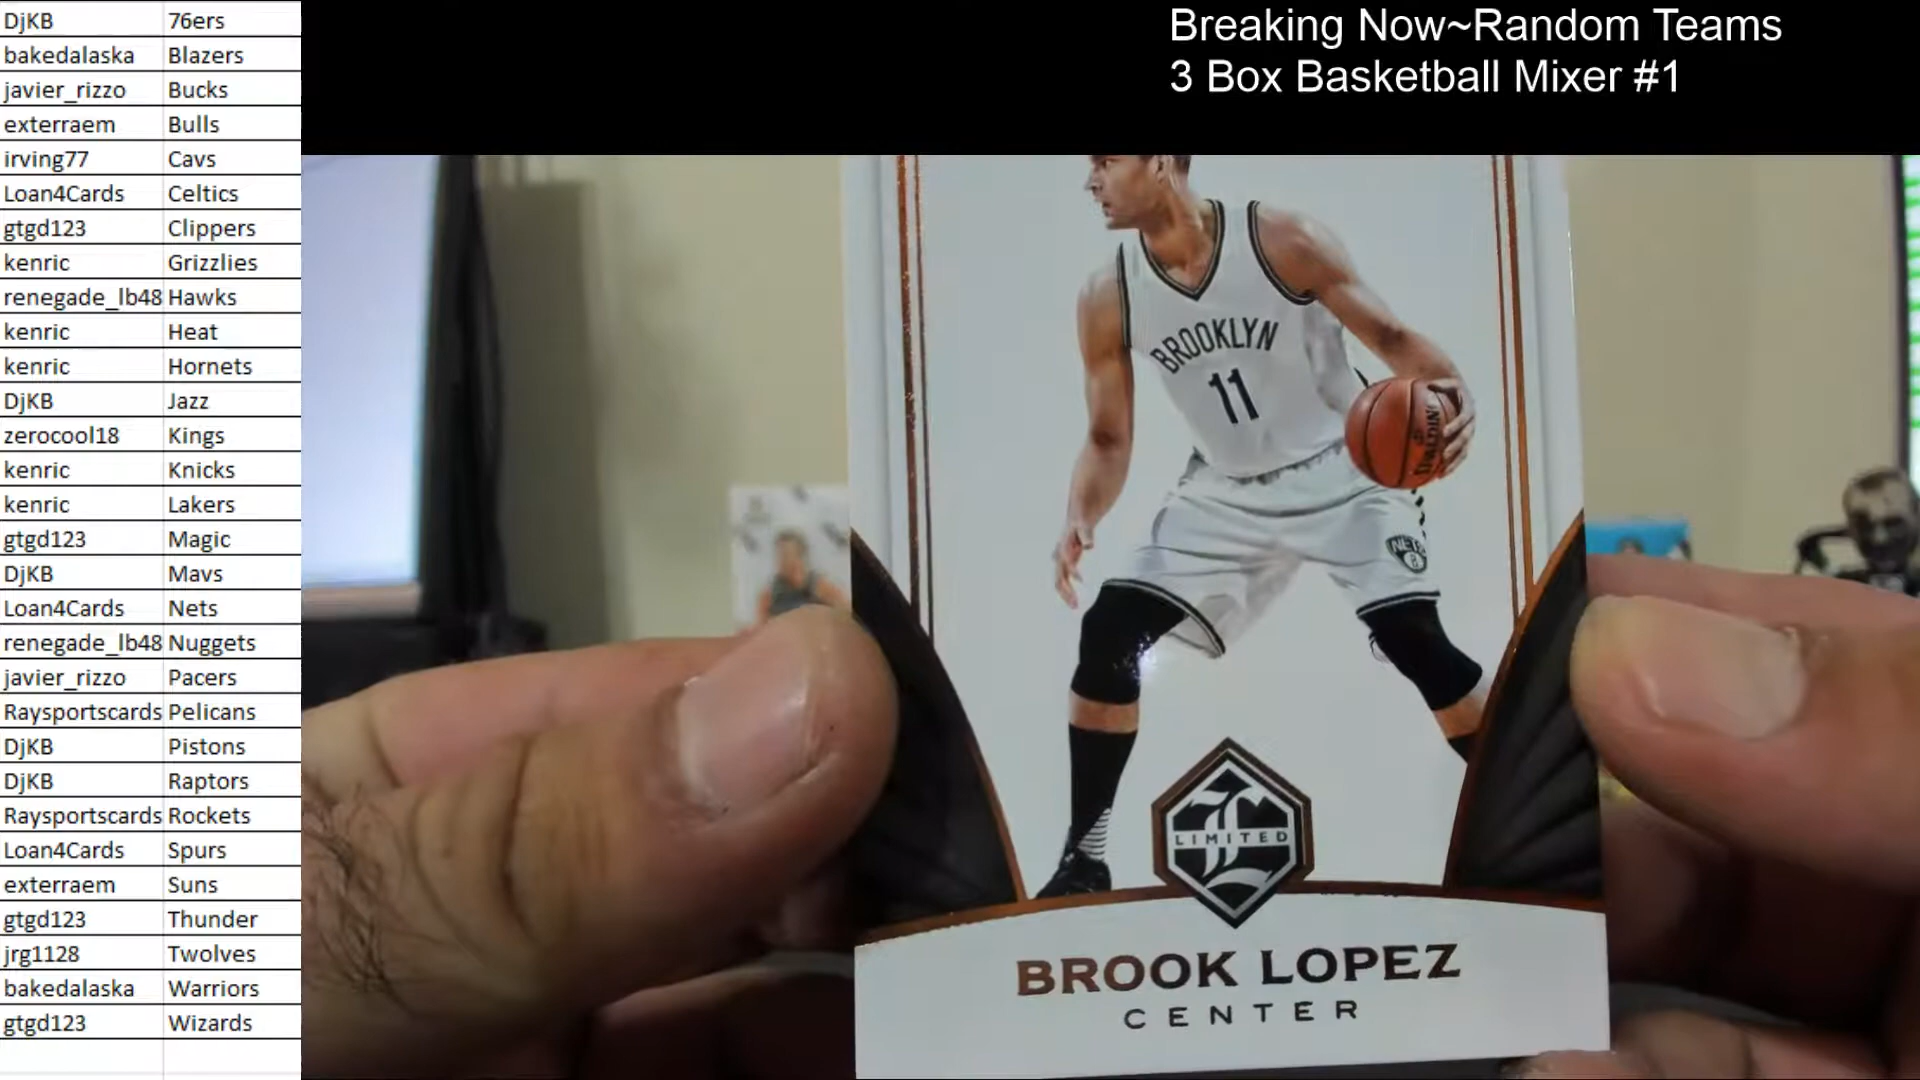 DjKB 76ers
bakedalaska Blazers
javier_rizzo Bucks
exterraem Bulls
irving77 Cavs
Loan4Cards Celtics
gtgd123 Clippers
kenric Grizzlies
renegade_lb48 Hawks
kenric Heat
kenric Hornets
DjKB Jazz
zerocool18 Kings
kenric Knicks
kenric Lakers
gtgd123 Magic
DjKB Mavs
Loan4Cards Nets
renegade_lb48 Nuggets
javier_rizzo Pacers
Raysportscards Pelicans
DjKB Pistons
DjKB Raptors
Raysportscards Rockets
Loan4Cards Spurs
exterraem Suns
gtgd123 Thunder
jrg1128 Twolves
bakedalaska Warriors
gtgd123 Wizards
Breaking Now~Random Teams
3 Box Basketball Mixer #1
BROOKLYN
11
SPALDING
NETS
LIMITED
BROOK LOPEZ
CENTER